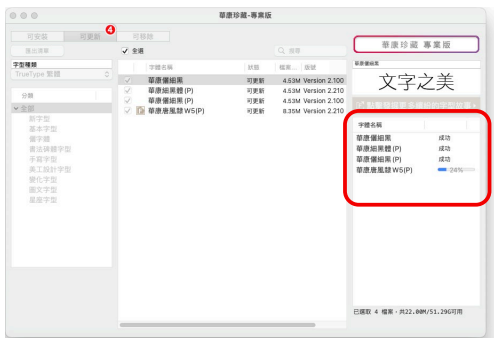 華康珍藏-專業版
可安裝
可更新
4
可移除
匯出清單
全選
搜尋
字型種類
TrueType 繁體
分類
全部
新字型
基本字型
儷字鐫
書法碑體字型
手寫字型
美工設計字型
變化字型
圖文字型
風度字型
字體名稱 狀態 檔案... 版號
華康儷細黑 可更新 4.53M Version 2.100
華康細黑體(P) 可更新 4.53M Version 2.210
華康儷細黑(P) 可更新 4.53M Version 2.100
華康唐風隸W5(P) 可更新 8.35M Version 2.210
華康珍藏 專業版
華康儷細黑
文字之美
字體名稱
華康儷細黑 成功
華康細黑體(P) 成功
華康儷細黑(P) 成功
華康唐風隸W5(P) 24%
已選取 4 檔案，共22.00M/51.29G可用